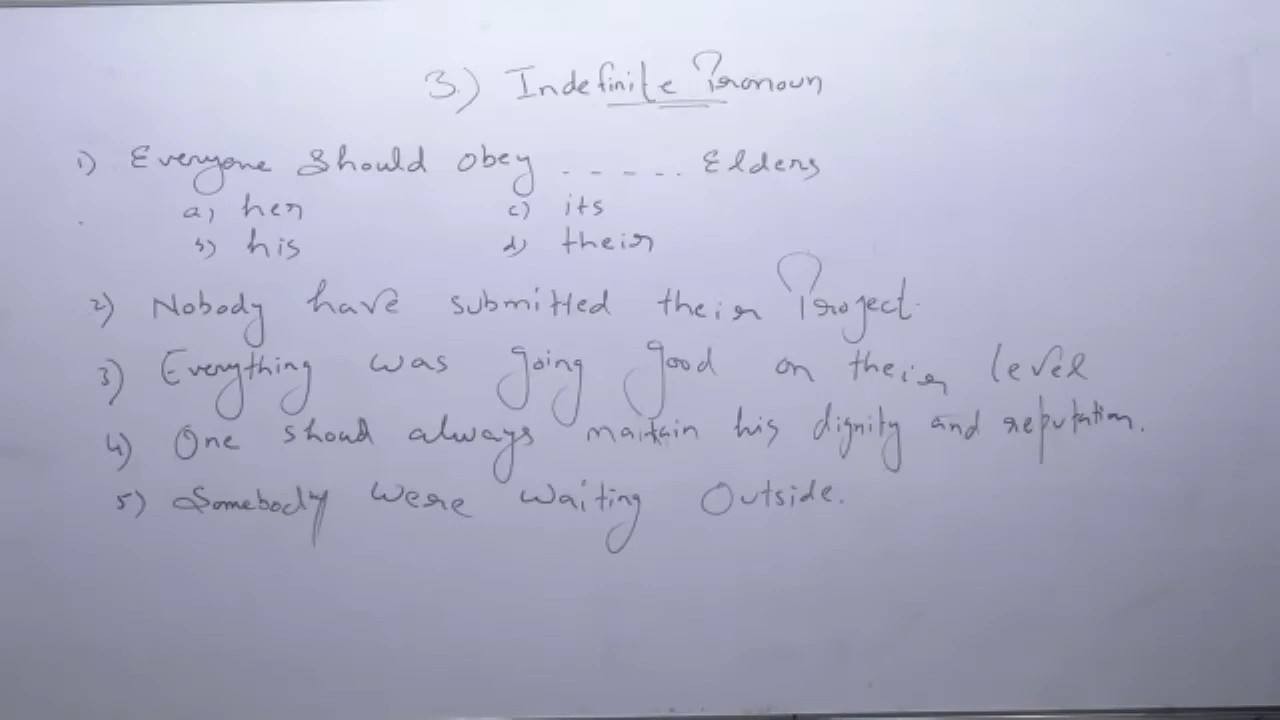 3.) Indefinite Pronoun
1) Everyone should obey ...... Elders
a) her c) its
b) his d) their
2) Nobody have submitted their Project.
3) Everything was going good on their level
4) One shoud always maitain his dignity and reputation.
5) Somebody were waiting Outside.